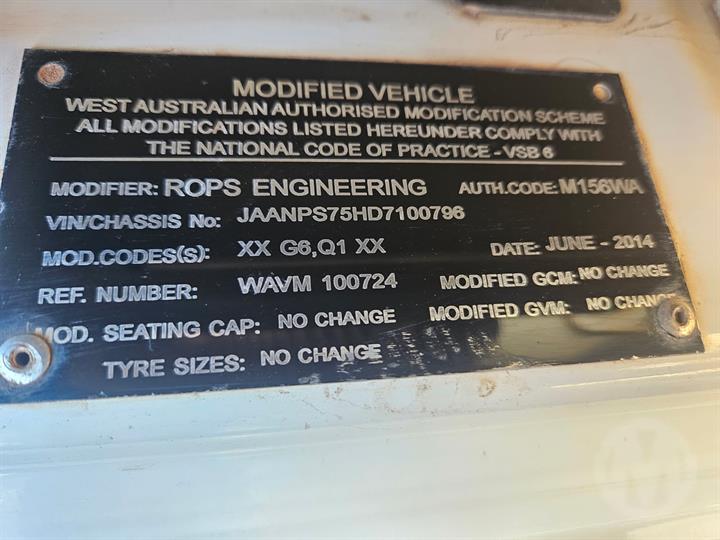 MODIFIED VEHICLE
WEST AUSTRALIAN AUTHORISED MODIFICATION SCHEME
ALL MODIFICATIONS LISTED HEREUNDER COMPLY WITH
THE NATIONAL CODE OF PRACTICE - VSB 6
MODIFIER: ROPS ENGINEERING AUTH.CODE: M156WA
VIN/CHASSIS No: JAANPS75HD7100796
MOD.CODES(s): XX G6,Q1 XX DATE: JUNE - 2014
REF. NUMBER: WAVM 100724 MODIFIED GCM: NO CHANGE
MOD. SEATING CAP: NO CHANGE MODIFIED GVM: NO CHANGE
TYRE SIZES: NO CHANGE
M